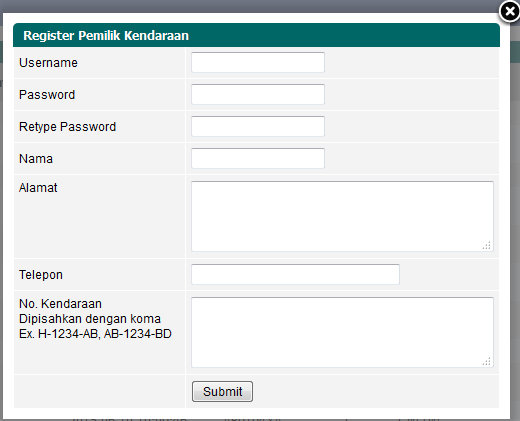 Register Pemilik Kendaraan
Username
Password
Retype Password
Nama
Alamat
Telepon
No. Kendaraan
Dipisahkan dengan koma
Ex. H-1234-AB, AB-1234-BD
Submit